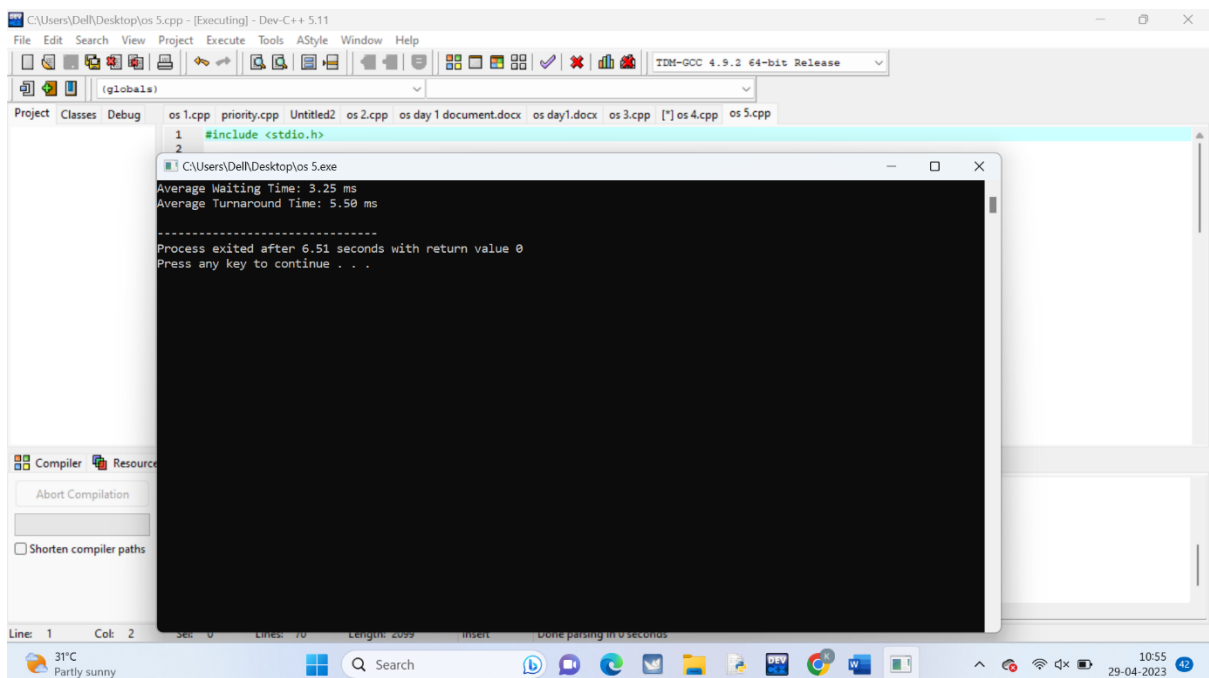 C:\Users\Dell\Desktop\os 5.cpp - [Executing] - Dev-C++ 5.11
File Edit Search View Project Execute Tools AStyle Window Help
TDM-GCC 4.9.2 64-bit Release
(globals)
Project Classes Debug
os 1.cpp priority.cpp Untitled2 os 2.cpp os day 1 document.docx os day1.docx os 3.cpp [*] os 4.cpp os 5.cpp
1 #include <stdio.h>
2
C:\Users\Dell\Desktop\os 5.exe
Average Waiting Time: 3.25 ms
Average Turnaround Time: 5.50 ms
--------------------------------
Process exited after 6.51 seconds with return value 0
Press any key to continue . . .
Compiler Resource
Abort Compilation
Shorten compiler paths
Line: 1 Col: 2 Sel: 0 Lines: 70 Length: 2099 Insert Done parsing in 0 seconds
31°C
Partly sunny
Search
DEV
10:55
29-04-2023
42